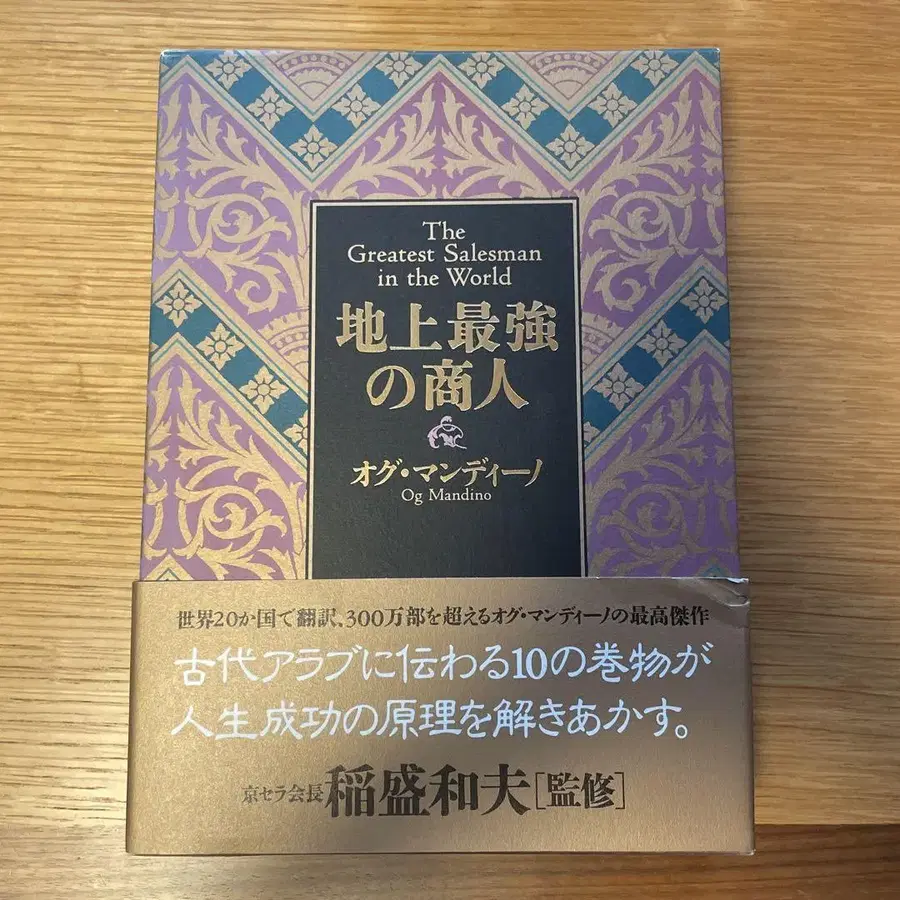 The
Greatest Salesman
in the World
地上最強
の商人
オグ・マンディーノ
Og Mandino
世界20か国で翻訳、300万部を超えるオグ・マンディーノの最高傑作
古代アラブに伝わる10の巻物が
人生成功の原理を解きあかす。
京セラ会長 稲盛和夫[監修]